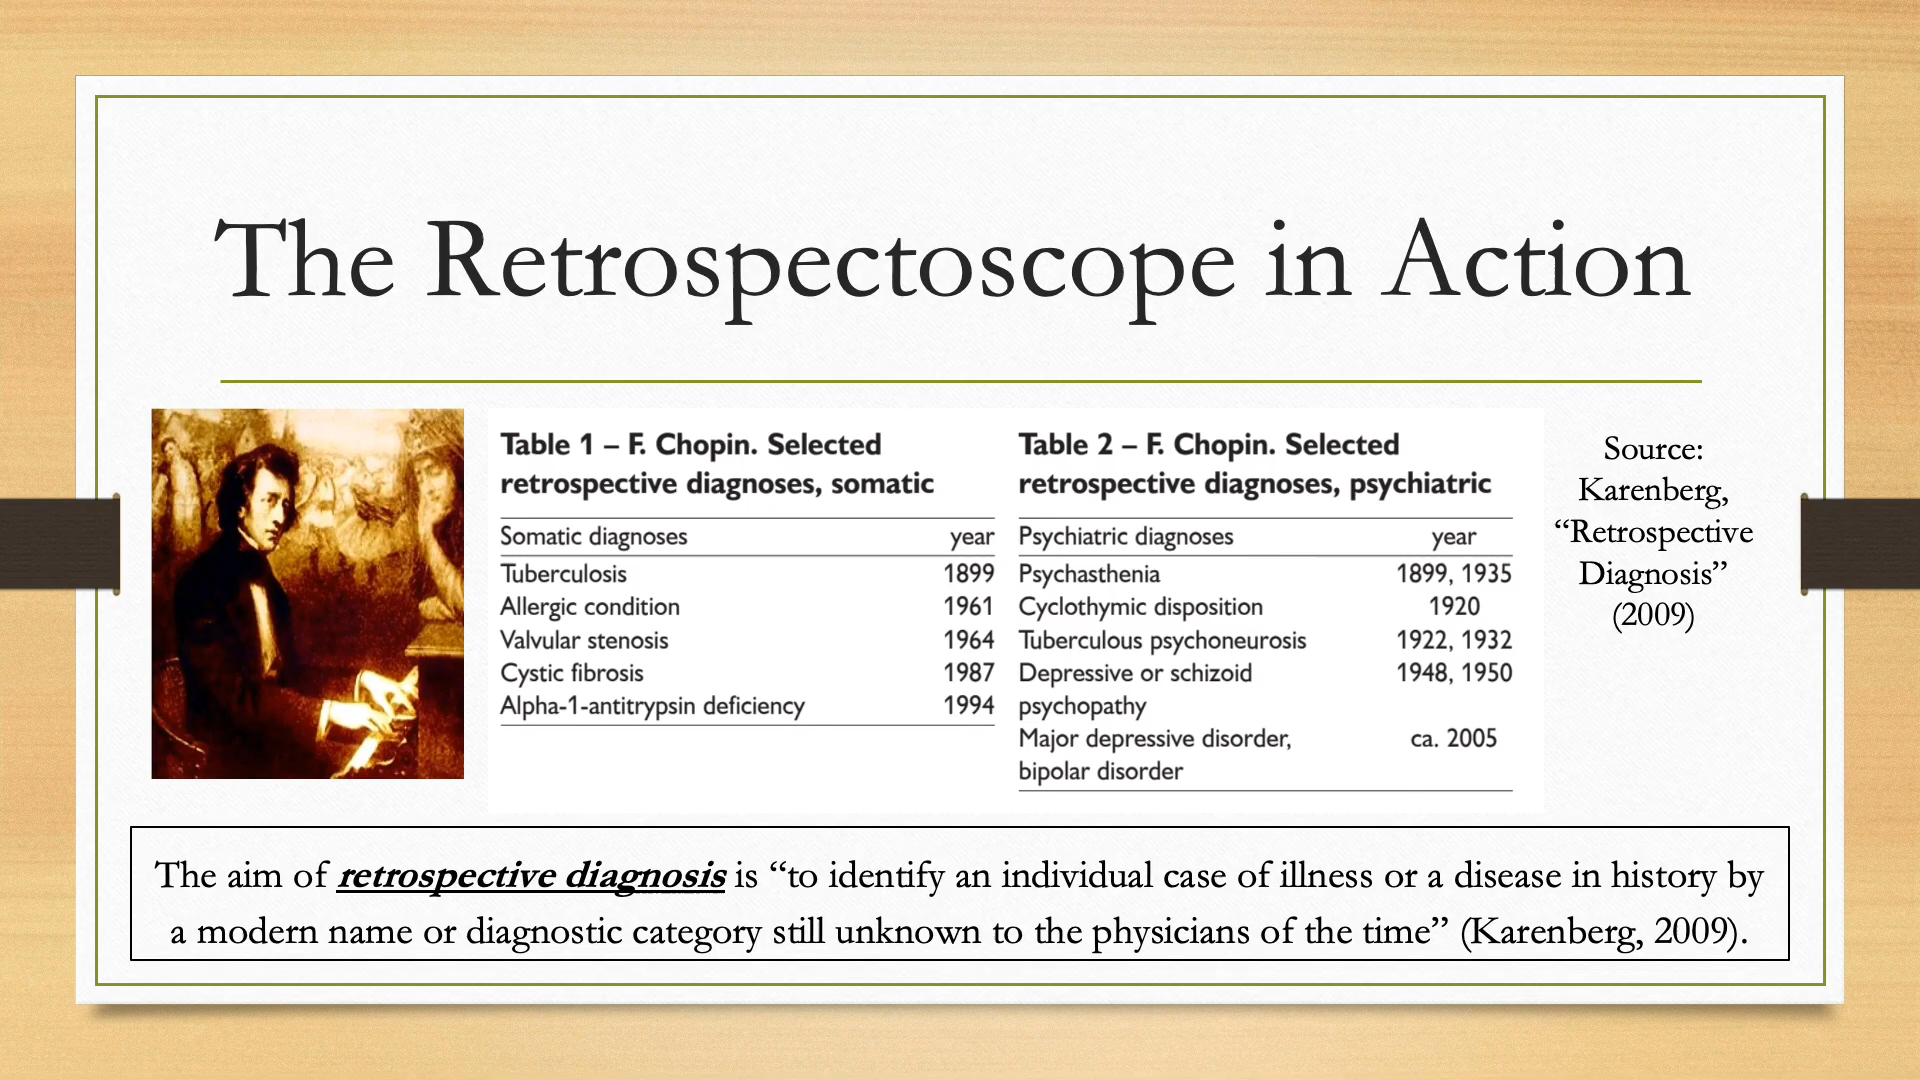 The Retrospectoscope in Action
Table 1 – F. Chopin. Selected
retrospective diagnoses, somatic
Somatic diagnoses year
Tuberculosis 1899
Allergic condition 1961
Valvular stenosis 1964
Cystic fibrosis 1987
Alpha-1-antitrypsin deficiency 1994
Table 2 – F. Chopin. Selected
retrospective diagnoses, psychiatric
Psychiatric diagnoses year
Psychasthenia 1899, 1935
Cyclothymic disposition 1920
Tuberculous psychoneurosis 1922, 1932
Depressive or schizoid 1948, 1950
psychopathy
Major depressive disorder, ca. 2005
bipolar disorder
Source:
Karenberg,
“Retrospective
Diagnosis”
(2009)
The aim of retrospective diagnosis is “to identify an individual case of illness or a disease in history by
a modern name or diagnostic category still unknown to the physicians of the time” (Karenberg, 2009).